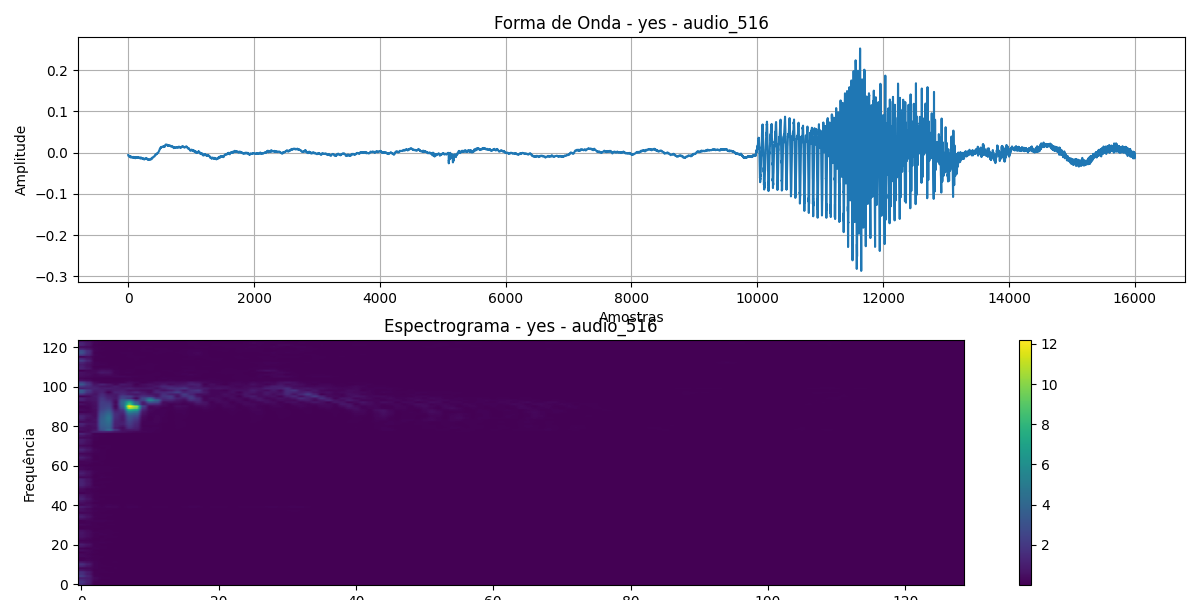 Forma de Onda - yes - audio_516
Amplitude
0.2
0.1
0.0
−0.1
−0.2
−0.3
0 2000 4000 6000 8000 10000 12000 14000 16000
Amostras
Espectrograma - yes - audio_516
Frequência
120
100
80
60
40
20
0
0 20 40 60 80 100 120
12
10
8
6
4
2